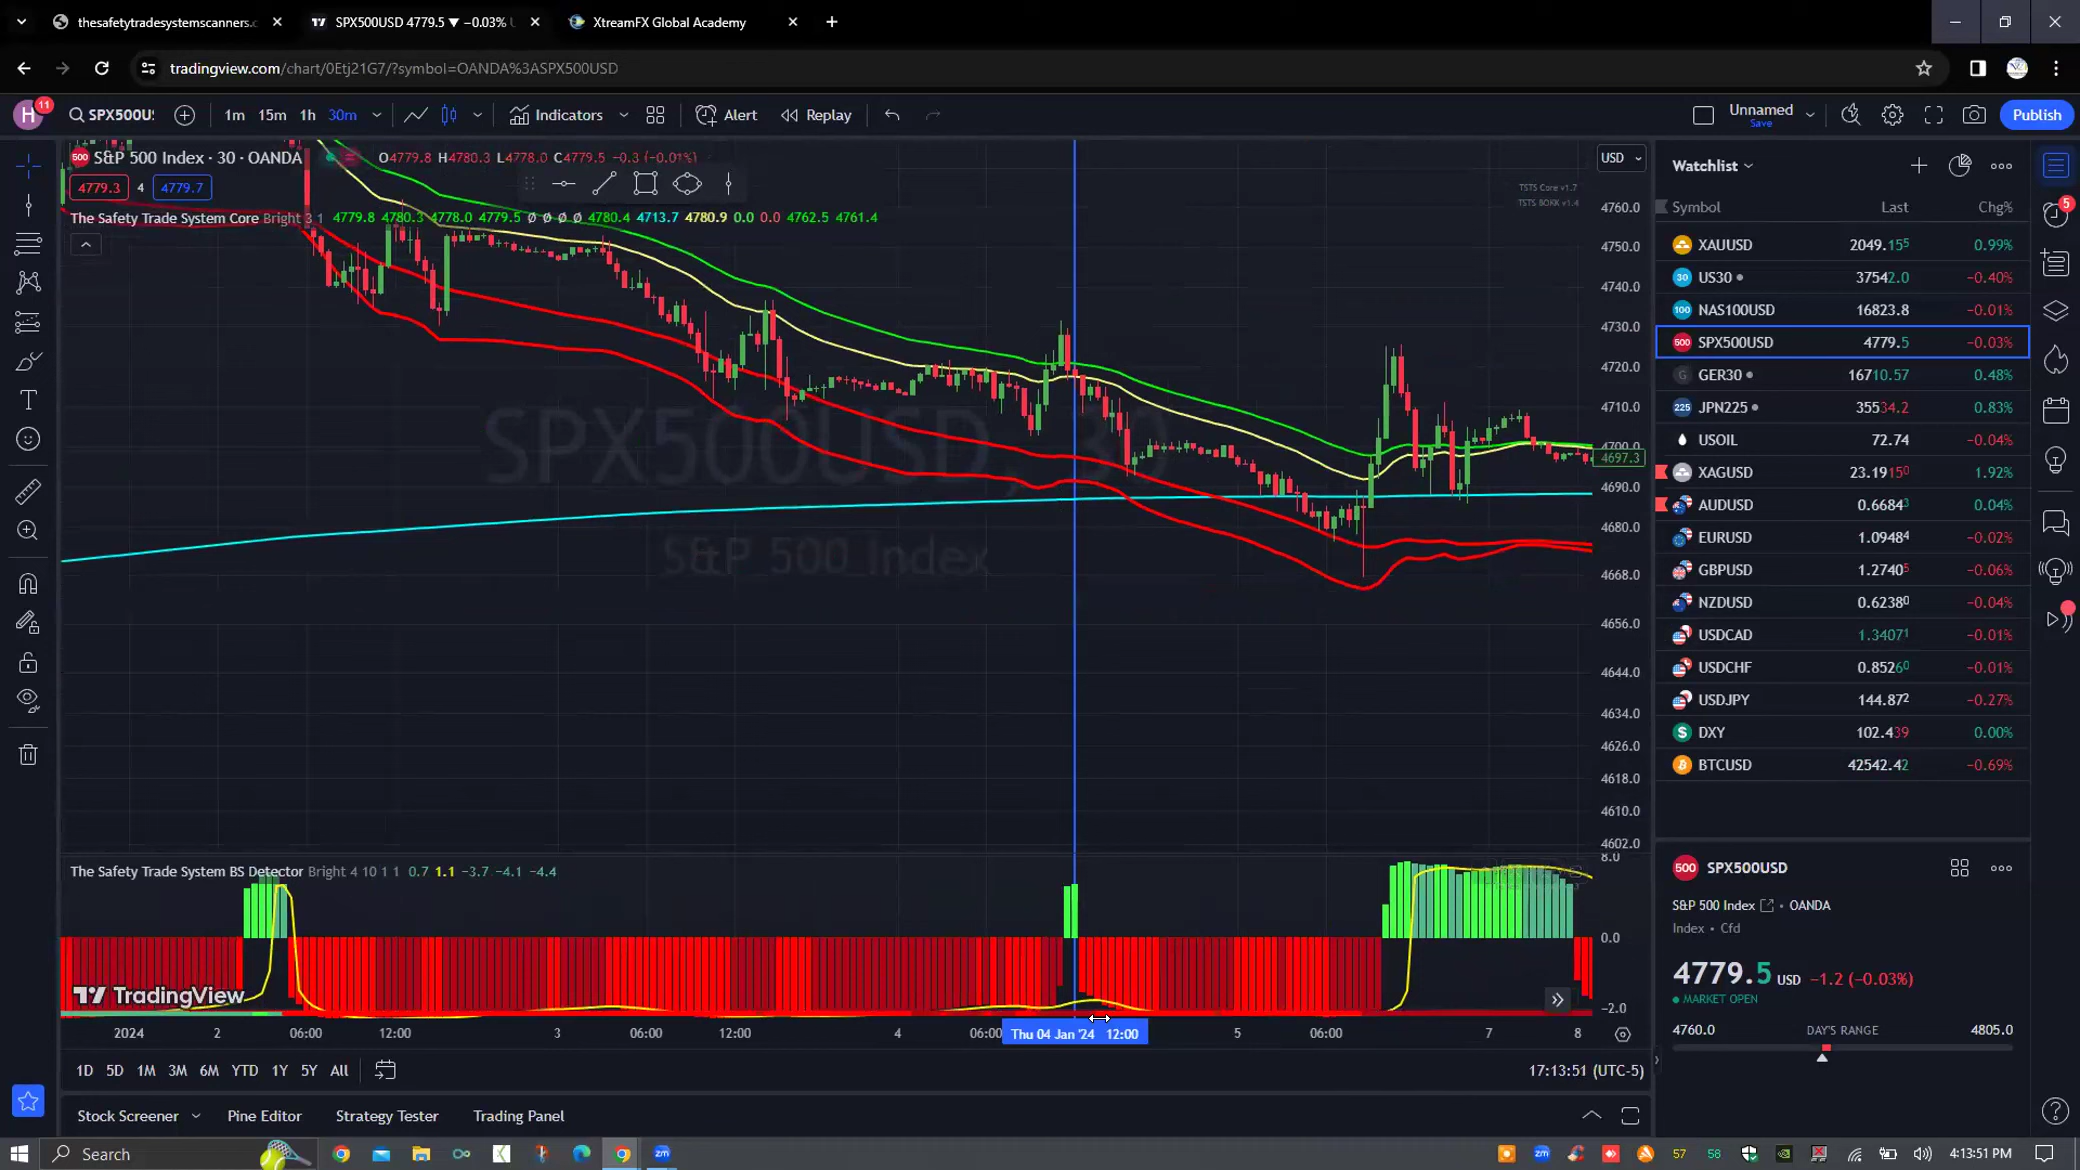 thesafetytradesystemscanners.c
SPX500USD 4779.5 ▼ −0.03% U
XtreamFX Global Academy
tradingview.com/chart/0Etj21G7/?symbol=OANDA%3ASPX500USD
H
11
SPX500U:
1m 15m 1h 30m
Indicators
Alert
Replay
Unnamed
Save
Publish
500 S&P 500 Index · 30 · OANDA
O4779.8 H4780.3 L4778.0 C4779.5 −0.3 (−0.01%)
4779.3 4 4779.7
The Safety Trade System Core Bright 3 1 4779.8 4780.3 4778.0 4779.5 ∅ ∅ ∅ ∅ 4780.4 4713.7 4780.9 0.0 0.0 4762.5 4761.4
USD
TSTS Core v1.7
TSTS BOKK v1.4
SPX500USD, 30
S&P 500 Index
4760.0
4750.0
4740.0
4730.0
4720.0
4710.0
4700.0
4697.3
4690.0
4680.0
4668.0
4656.0
4644.0
4634.0
4626.0
4618.0
4610.0
4602.0
The Safety Trade System BS Detector Bright 4 10 1 1 0.7 1.1 −3.7 −4.1 −4.4
8.0
0.0
−2.0
TradingView
2024 2 06:00 12:00 3 06:00 12:00 4 06:00 Thu 04 Jan '24 12:00 5 06:00 7 8
1D 5D 1M 3M 6M YTD 1Y 5Y All
17:13:51 (UTC-5)
Stock Screener Pine Editor Strategy Tester Trading Panel
Watchlist
Symbol Last Chg%
XAUUSD 2049.155 0.99%
30 US30 37542.0 −0.40%
100 NAS100USD 16823.8 −0.01%
500 SPX500USD 4779.5 −0.03%
G GER30 16710.57 0.48%
225 JPN225 35534.2 0.83%
USOIL 72.74 −0.04%
XAGUSD 23.19150 1.92%
AUDUSD 0.66843 0.04%
EURUSD 1.09484 −0.02%
GBPUSD 1.27405 −0.06%
NZDUSD 0.62380 −0.04%
USDCAD 1.34071 −0.01%
USDCHF 0.85260 −0.01%
USDJPY 144.872 −0.27%
DXY 102.439 0.00%
BTCUSD 42542.42 −0.69%
500 SPX500USD
S&P 500 Index · OANDA
Index · Cfd
4779.5 USD −1.2 (−0.03%)
MARKET OPEN
4760.0 DAY'S RANGE 4805.0
5
Search
zm
zm
57
58
4:13:51 PM